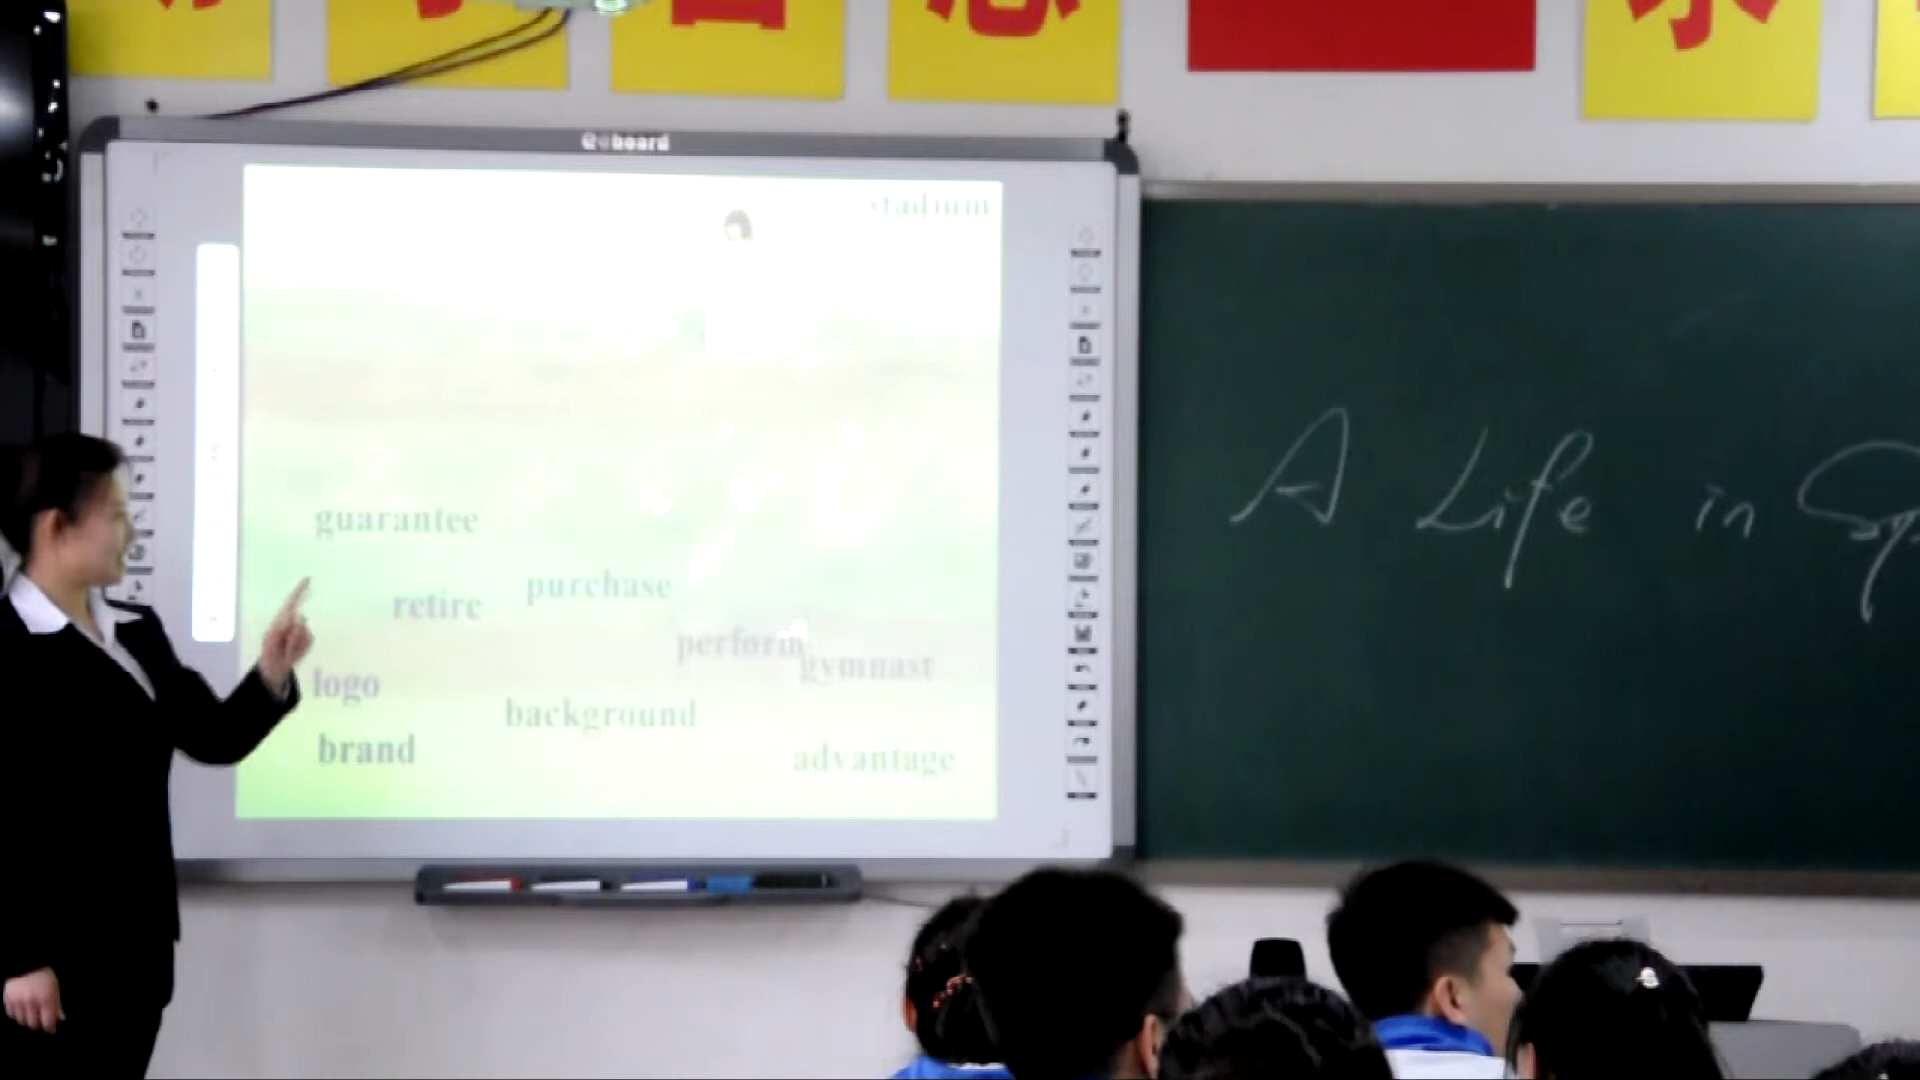 stadium
guarantee
purchase
retire
perform
gymnast
logo
background
brand
advantage
A Life in